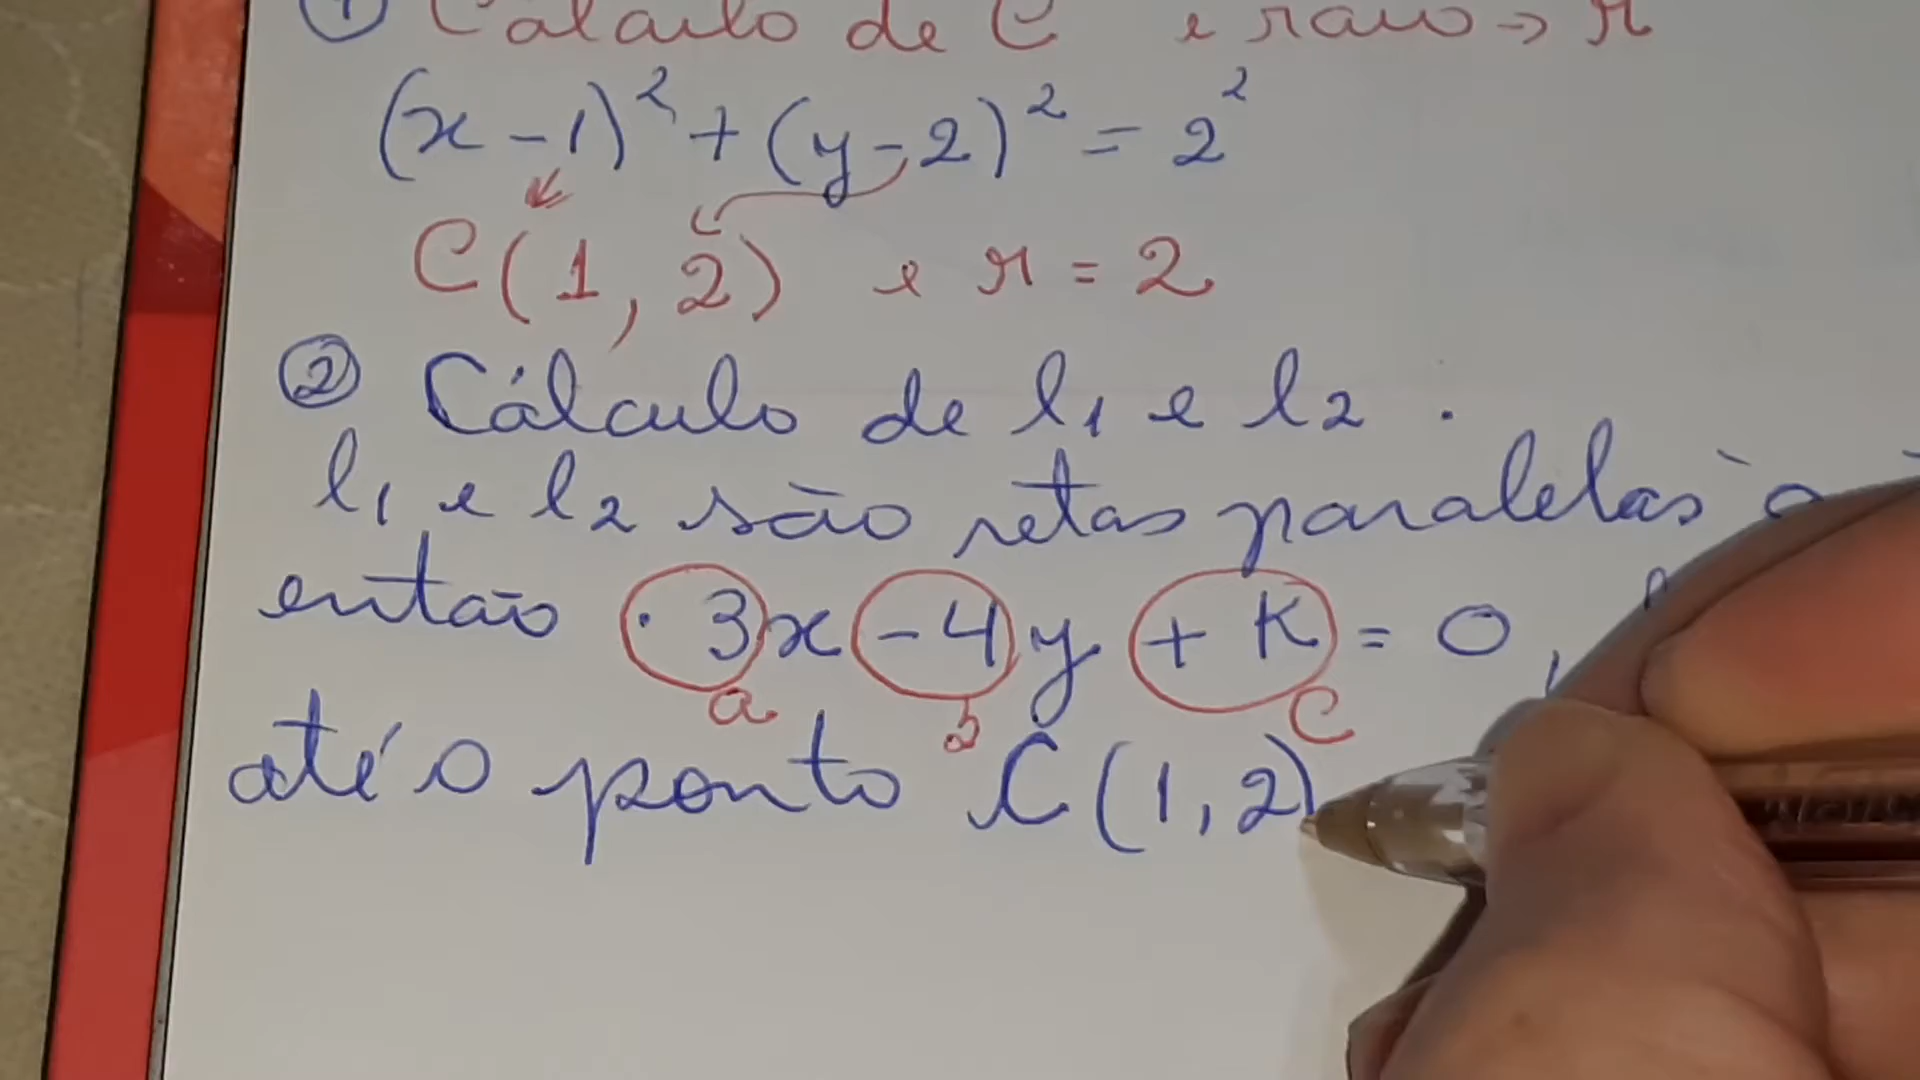 ① Cálculo de C e raio → r
(x - 1)² + (y - 2)² = 2²
C(1, 2) e r = 2
② Cálculo de l1 e l2.
l1 e l2 são retas paralelas à
então 3x - 4y + K = 0,
a b C
até o ponto C(1, 2)